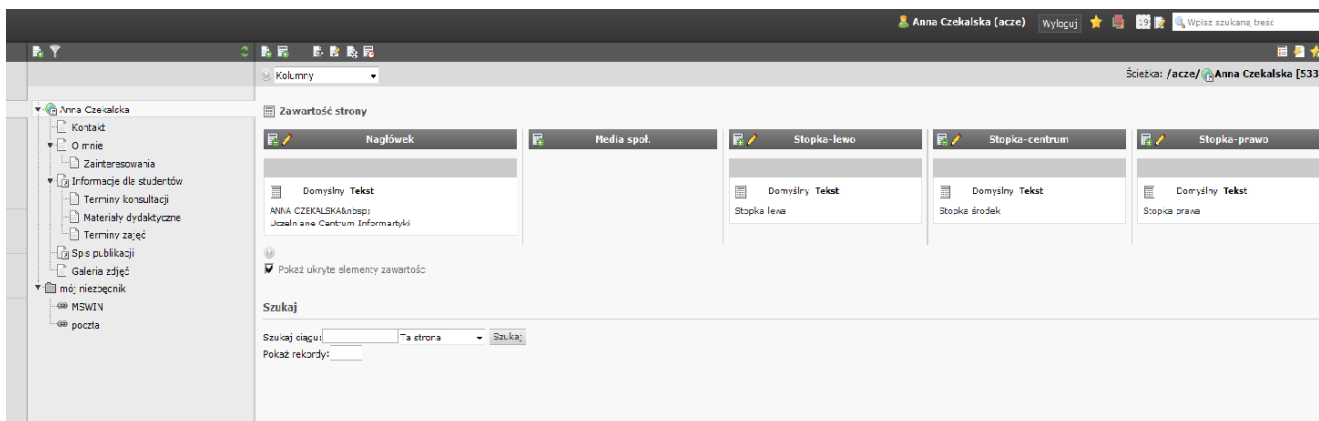 Anna Czekalska (acze) Wyloguj 19 Wpisz szukaną treść
Kolumny Ścieżka: /acze/ Anna Czekalska [533
Anna Czekalska
Kontakt
O mnie
Zainteresowania
Informacje dla studentów
Terminy konsultacji
Materiały dydaktyczne
Terminy zajęć
Spis publikacji
Galeria zdjęć
mój niezbędnik
MSWIN
poczta
Zawartość strony
Nagłówek Media społ. Stopka-lewo Stopka-centrum Stopka-prawo
Domyślny Tekst Domyślny Tekst Domyślny Tekst Domyślny Tekst
ANNA CZEKALSKA&nbsp; Stopka lewa Stopka środek Stopka prawa
Uczelniane Centrum Informartyki
Pokaż ukryte elementy zawartości
Szukaj
Szukaj ciągu: Ta strona Szukaj
Pokaż rekordy: